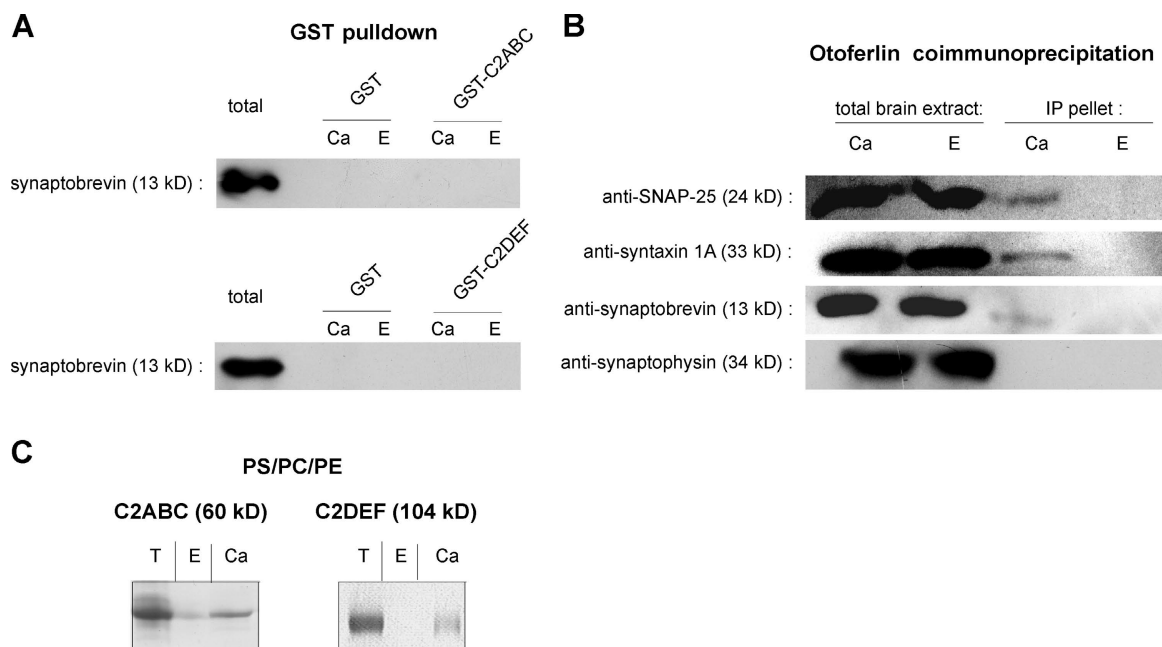 A
GST pulldown
total
GST
GST-C2ABC
Ca E Ca E
synaptobrevin (13 kD) :
total
GST
GST-C2DEF
Ca E Ca E
synaptobrevin (13 kD) :
B
Otoferlin coimmunoprecipitation
total brain extract: IP pellet :
Ca E Ca E
anti-SNAP-25 (24 kD) :
anti-syntaxin 1A (33 kD) :
anti-synaptobrevin (13 kD) :
anti-synaptophysin (34 kD) :
C
PS/PC/PE
C2ABC (60 kD) C2DEF (104 kD)
T E Ca T E Ca